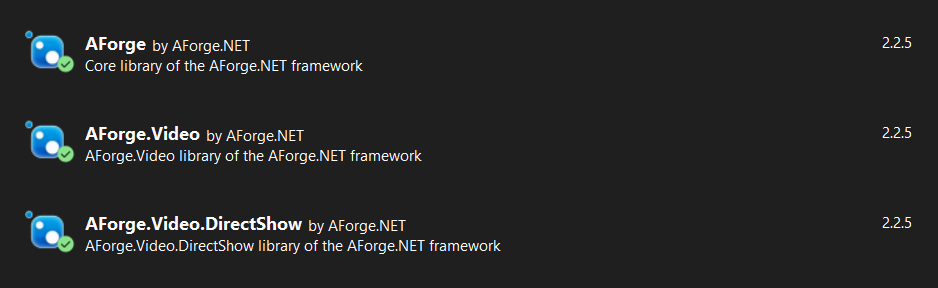 AForge by AForge.NET 2.2.5
Core library of the AForge.NET framework
AForge.Video by AForge.NET 2.2.5
AForge.Video library of the AForge.NET framework
AForge.Video.DirectShow by AForge.NET 2.2.5
AForge.Video.DirectShow library of the AForge.NET framework